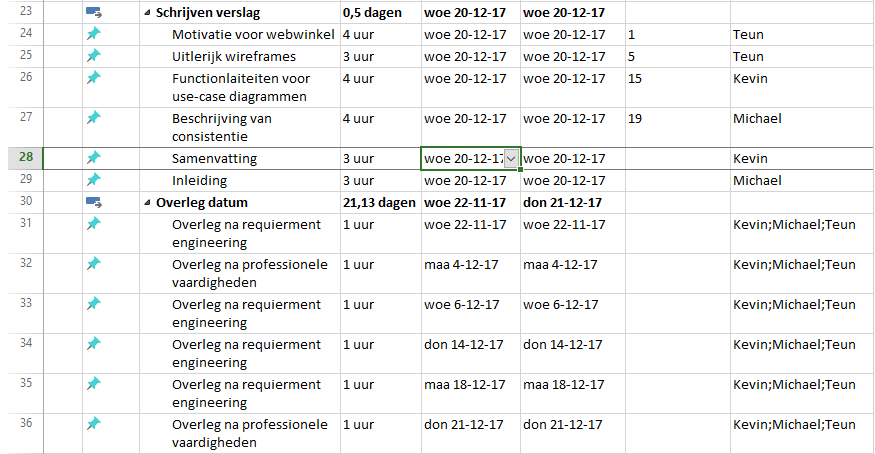 23 Schrijven verslag 0,5 dagen woe 20-12-17 woe 20-12-17
24 Motivatie voor webwinkel 4 uur woe 20-12-17 woe 20-12-17 1 Teun
25 Uitlerijk wireframes 3 uur woe 20-12-17 woe 20-12-17 5 Teun
26 Functionlaiteiten voor 4 uur woe 20-12-17 woe 20-12-17 15 Kevin
use-case diagrammen
27 Beschrijving van 4 uur woe 20-12-17 woe 20-12-17 19 Michael
consistentie
28 Samenvatting 3 uur woe 20-12-17 woe 20-12-17 Kevin
29 Inleiding 3 uur woe 20-12-17 woe 20-12-17 Michael
30 Overleg datum 21,13 dagen woe 22-11-17 don 21-12-17
31 Overleg na requierment 1 uur woe 22-11-17 woe 22-11-17 Kevin;Michael;Teun
engineering
32 Overleg na professionele 1 uur maa 4-12-17 maa 4-12-17 Kevin;Michael;Teun
vaardigheden
33 Overleg na requierment 1 uur woe 6-12-17 woe 6-12-17 Kevin;Michael;Teun
engineering
34 Overleg na requierment 1 uur don 14-12-17 don 14-12-17 Kevin;Michael;Teun
engineering
35 Overleg na requierment 1 uur maa 18-12-17 maa 18-12-17 Kevin;Michael;Teun
engineering
36 Overleg na professionele 1 uur don 21-12-17 don 21-12-17 Kevin;Michael;Teun
vaardigheden